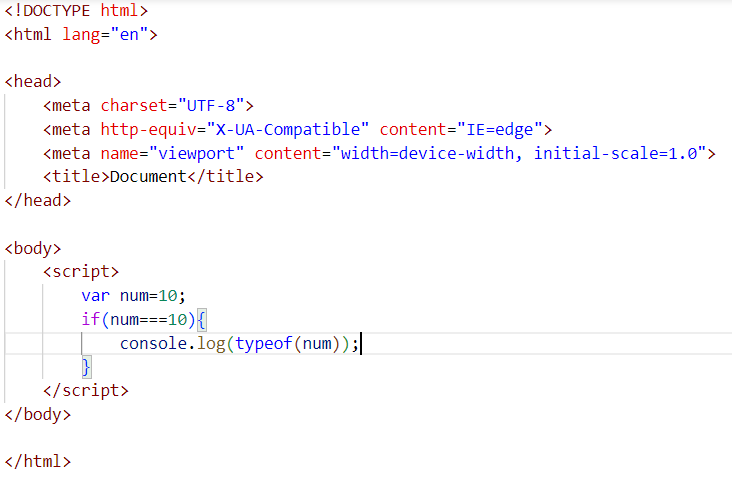 <!DOCTYPE html>
<html lang="en">
<head>
<meta charset="UTF-8">
<meta http-equiv="X-UA-Compatible" content="IE=edge">
<meta name="viewport" content="width=device-width, initial-scale=1.0">
<title>Document</title>
</head>
<body>
<script>
var num=10;
if(num===10){
console.log(typeof(num));
}
</script>
</body>
</html>